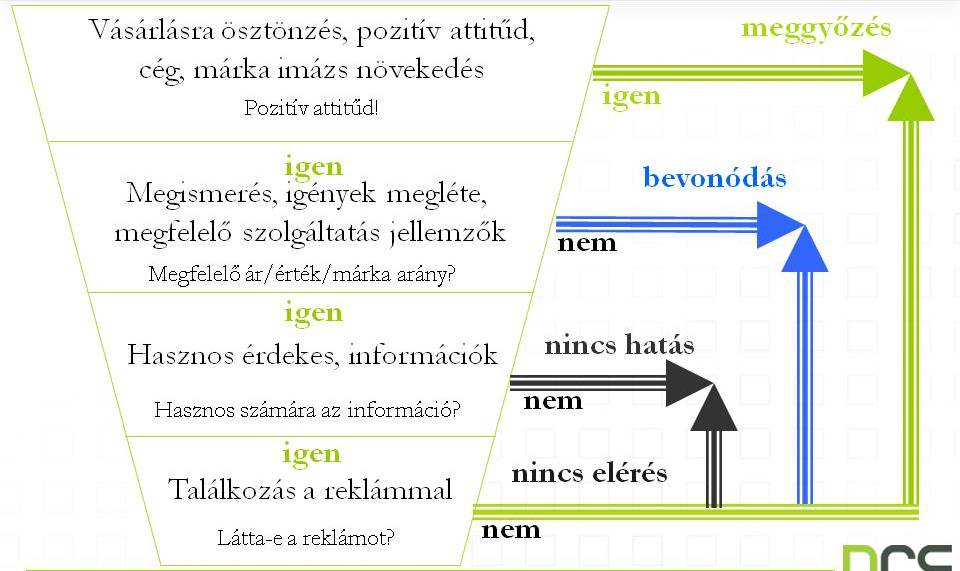 Vásárlásra ösztönzés, pozitív attitűd,
cég, márka imázs növekedés
Pozitív attitűd!
meggyőzés
igen
igen
Megismerés, igények megléte,
megfelelő szolgáltatás jellemzők
Megfelelő ár/érték/márka arány?
bevonódás
nem
igen
Hasznos érdekes, információk
Hasznos számára az információ?
nincs hatás
nem
igen
Találkozás a reklámmal
Látta-e a reklámot?
nincs elérés
nem